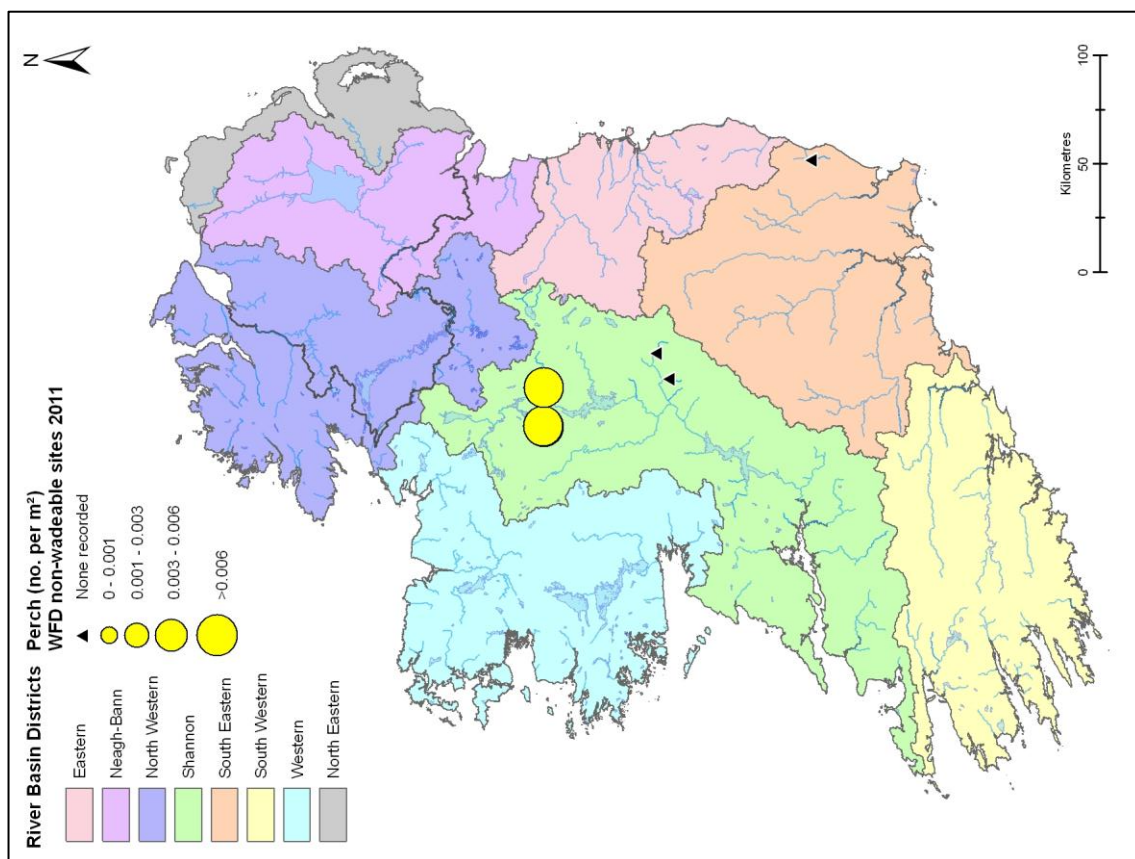 River Basin Districts
Eastern
Neagh-Bann
North Western
Shannon
South Eastern
South Western
Western
North Eastern
Perch (no. per m²)
WFD non-wadeable sites 2011
None recorded
0 - 0.001
0.001 - 0.003
0.003 - 0.006
>0.006
N
0 50 100
Kilometres